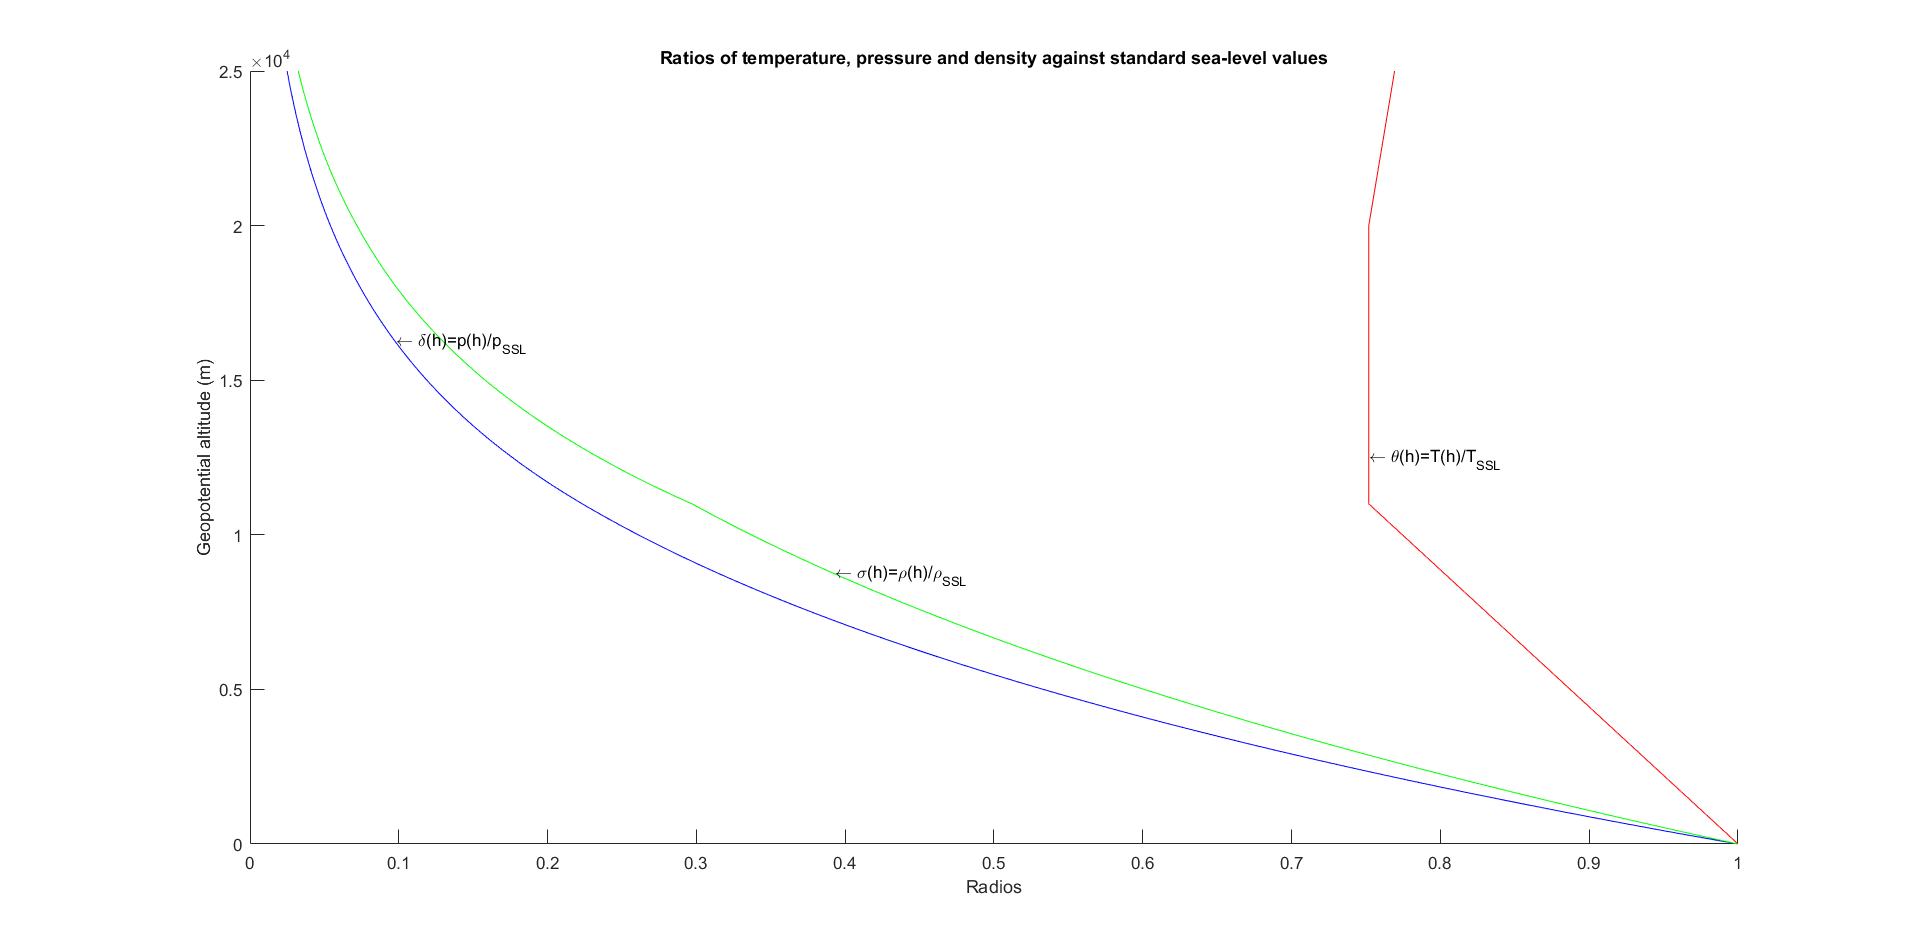 Ratios of temperature, pressure and density against standard sea-level values
×10^4
2.5
2
1.5
1
0.5
0
Geopotential altitude (m)
← δ(h)=p(h)/p_SSL
← θ(h)=T(h)/T_SSL
← σ(h)=ρ(h)/ρ_SSL
0 0.1 0.2 0.3 0.4 0.5 0.6 0.7 0.8 0.9 1
Radios